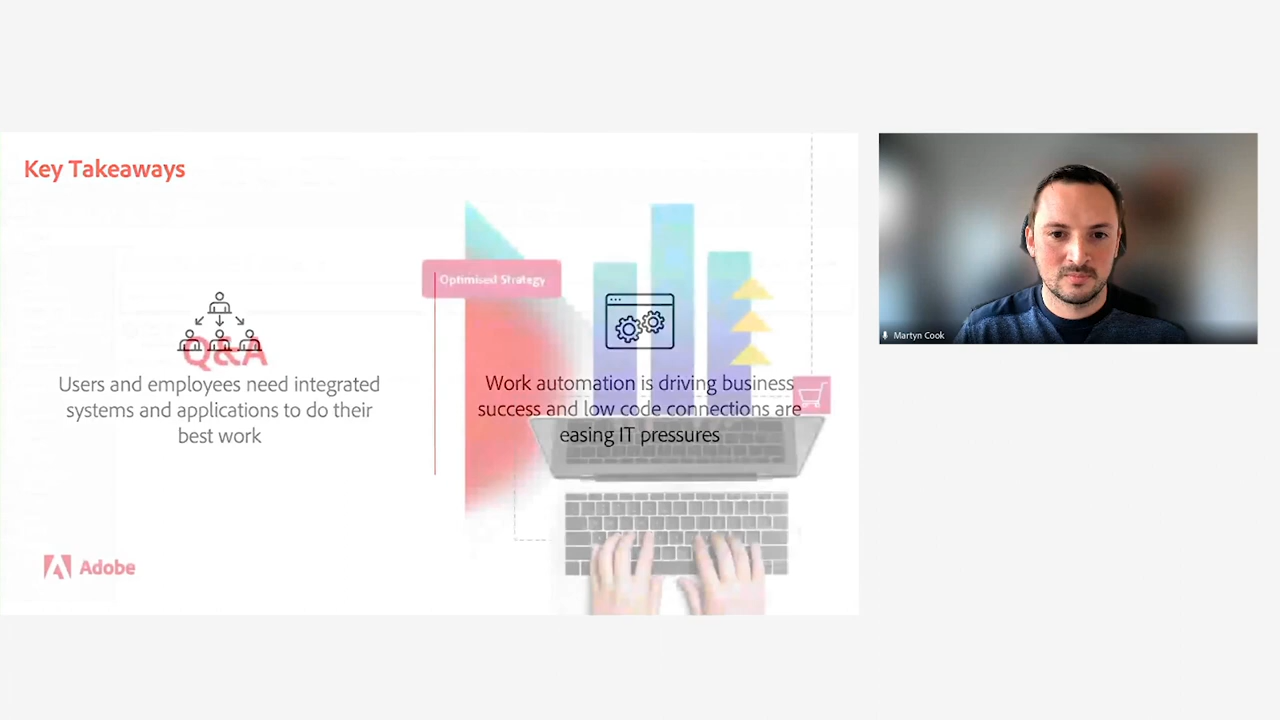 Key Takeaways
Optimised Strategy
Q&A
Users and employees need integrated
systems and applications to do their
best work
Work automation is driving business
success and low code connections are
easing IT pressures
Adobe
Martyn Cook